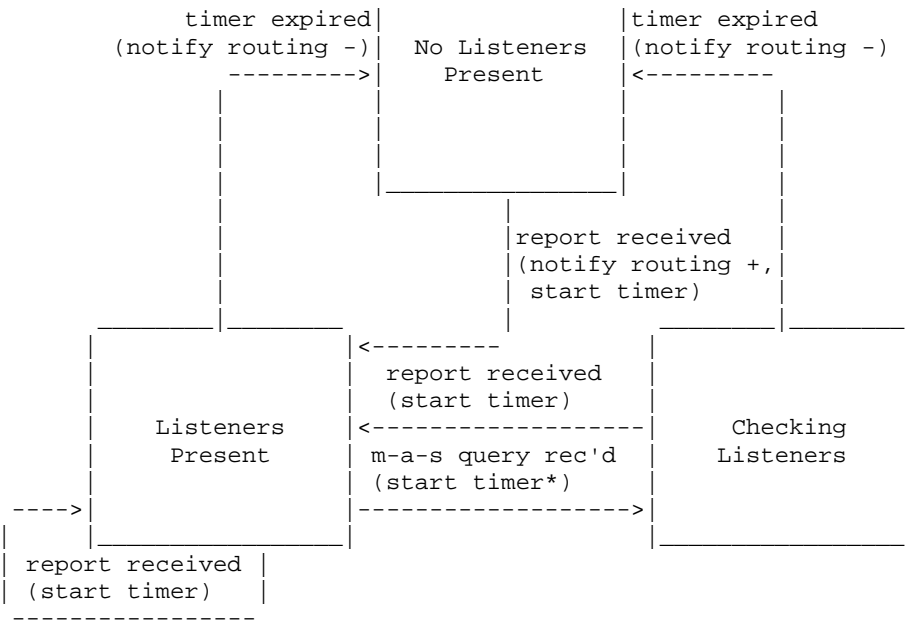 timer expired timer expired
(notify routing -) No Listeners (notify routing -)
Present
report received
(notify routing +,
start timer)
report received
(start timer)
Listeners Checking
Present m-a-s query rec'd Listeners
(start timer*)
report received
(start timer)